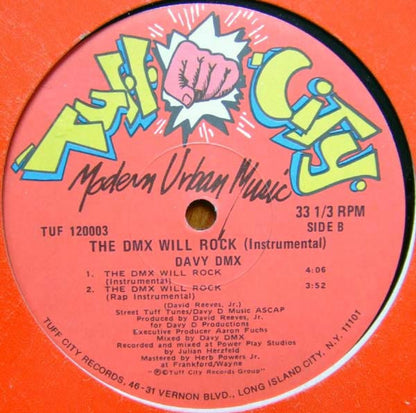 Tuff City
Modern Urban Music
33 1/3 RPM
TUF 120003
SIDE B
THE DMX WILL ROCK (Instrumental)
DAVY DMX
1. THE DMX WILL ROCK 4:06
(Instrumental)
2. THE DMX WILL ROCK 3:52
(Rap Instrumental)
(David Reeves, Jr.)
Street Tuff Tunes/Davy D Music ASCAP
Produced by David Reeves, Jr.
for Davy D Productions
Executive Producer Aaron Fuchs
Mixed by Davy DMX
Recorded and mixed at Power Play Studios
by Julian Herzfeld
Mastered by Herb Powers Jr.
at Frankford/Wayne
"℗©Tuff City Records Group"
TUFF CITY RECORDS, 46-31 VERNON BLVD., LONG ISLAND CITY, N.Y. 11101